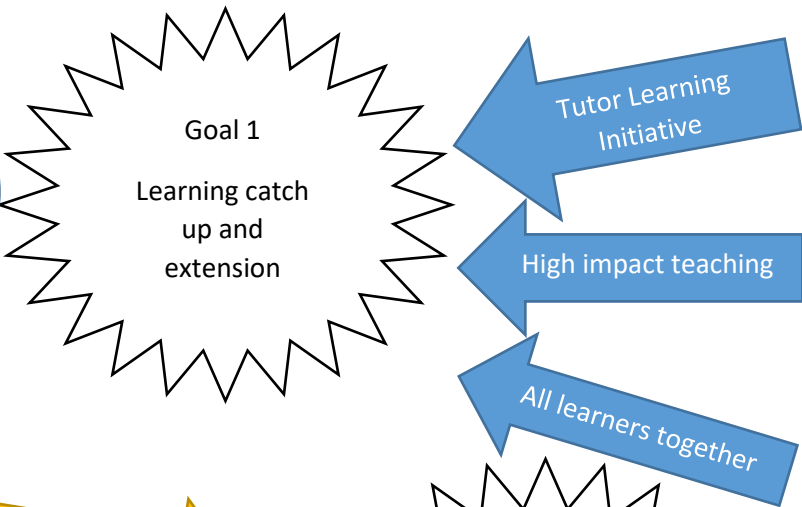 Goal 1
Learning catch
up and
extension
Tutor Learning
Initiative
High impact teaching
All learners together